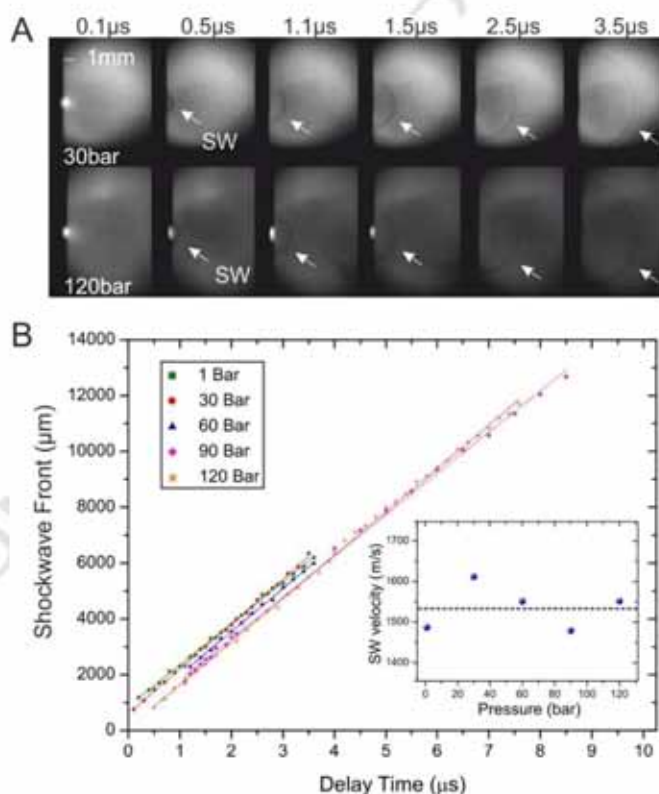 A
0.1µs 0.5µs 1.1µs 1.5µs 2.5µs 3.5µs
1mm
SW
30bar
SW
120bar
B
14000
12000
10000
8000
6000
4000
2000
0
Shockwave Front (µm)
1 Bar
30 Bar
60 Bar
90 Bar
120 Bar
1700
1600
1500
1400
SW velocity (m/s)
0 20 40 60 80 100 120
Pressure (bar)
0 1 2 3 4 5 6 7 8 9 10
Delay Time (µs)